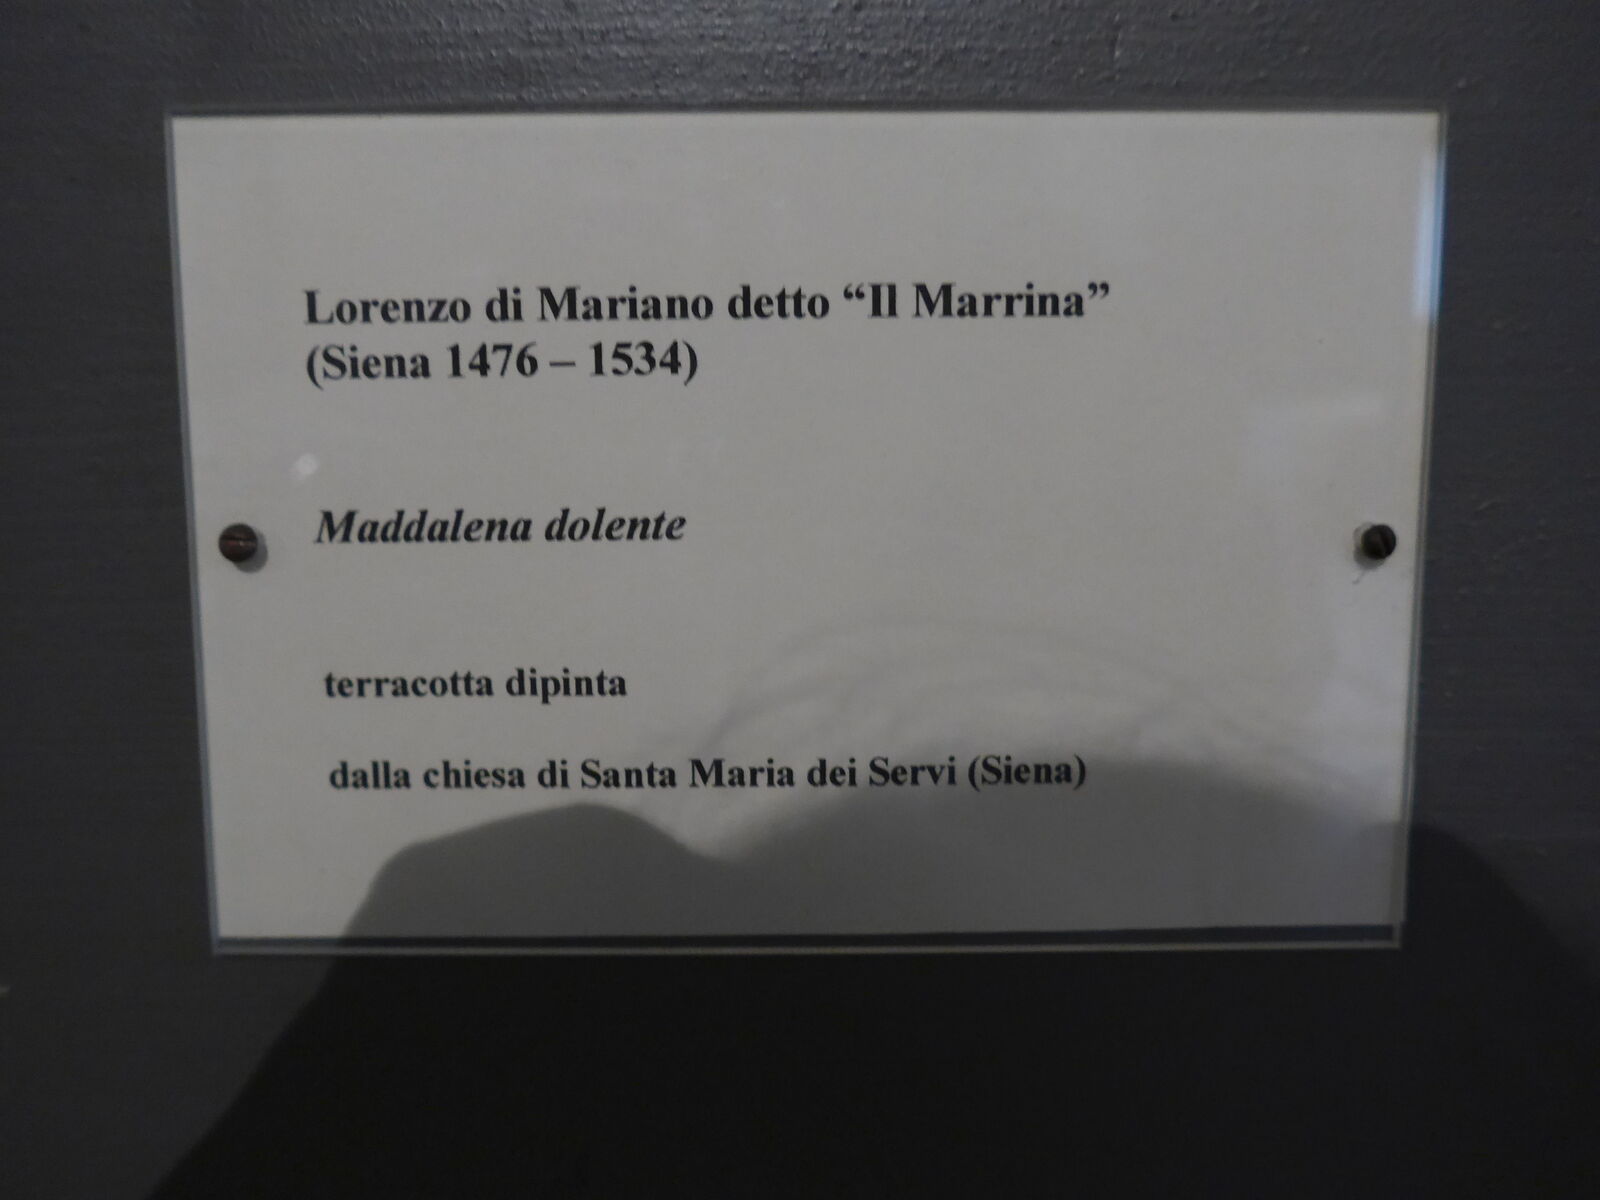 Lorenzo di Mariano detto “Il Marrina”
(Siena 1476 – 1534)
Maddalena dolente
terracotta dipinta
dalla chiesa di Santa Maria dei Servi (Siena)